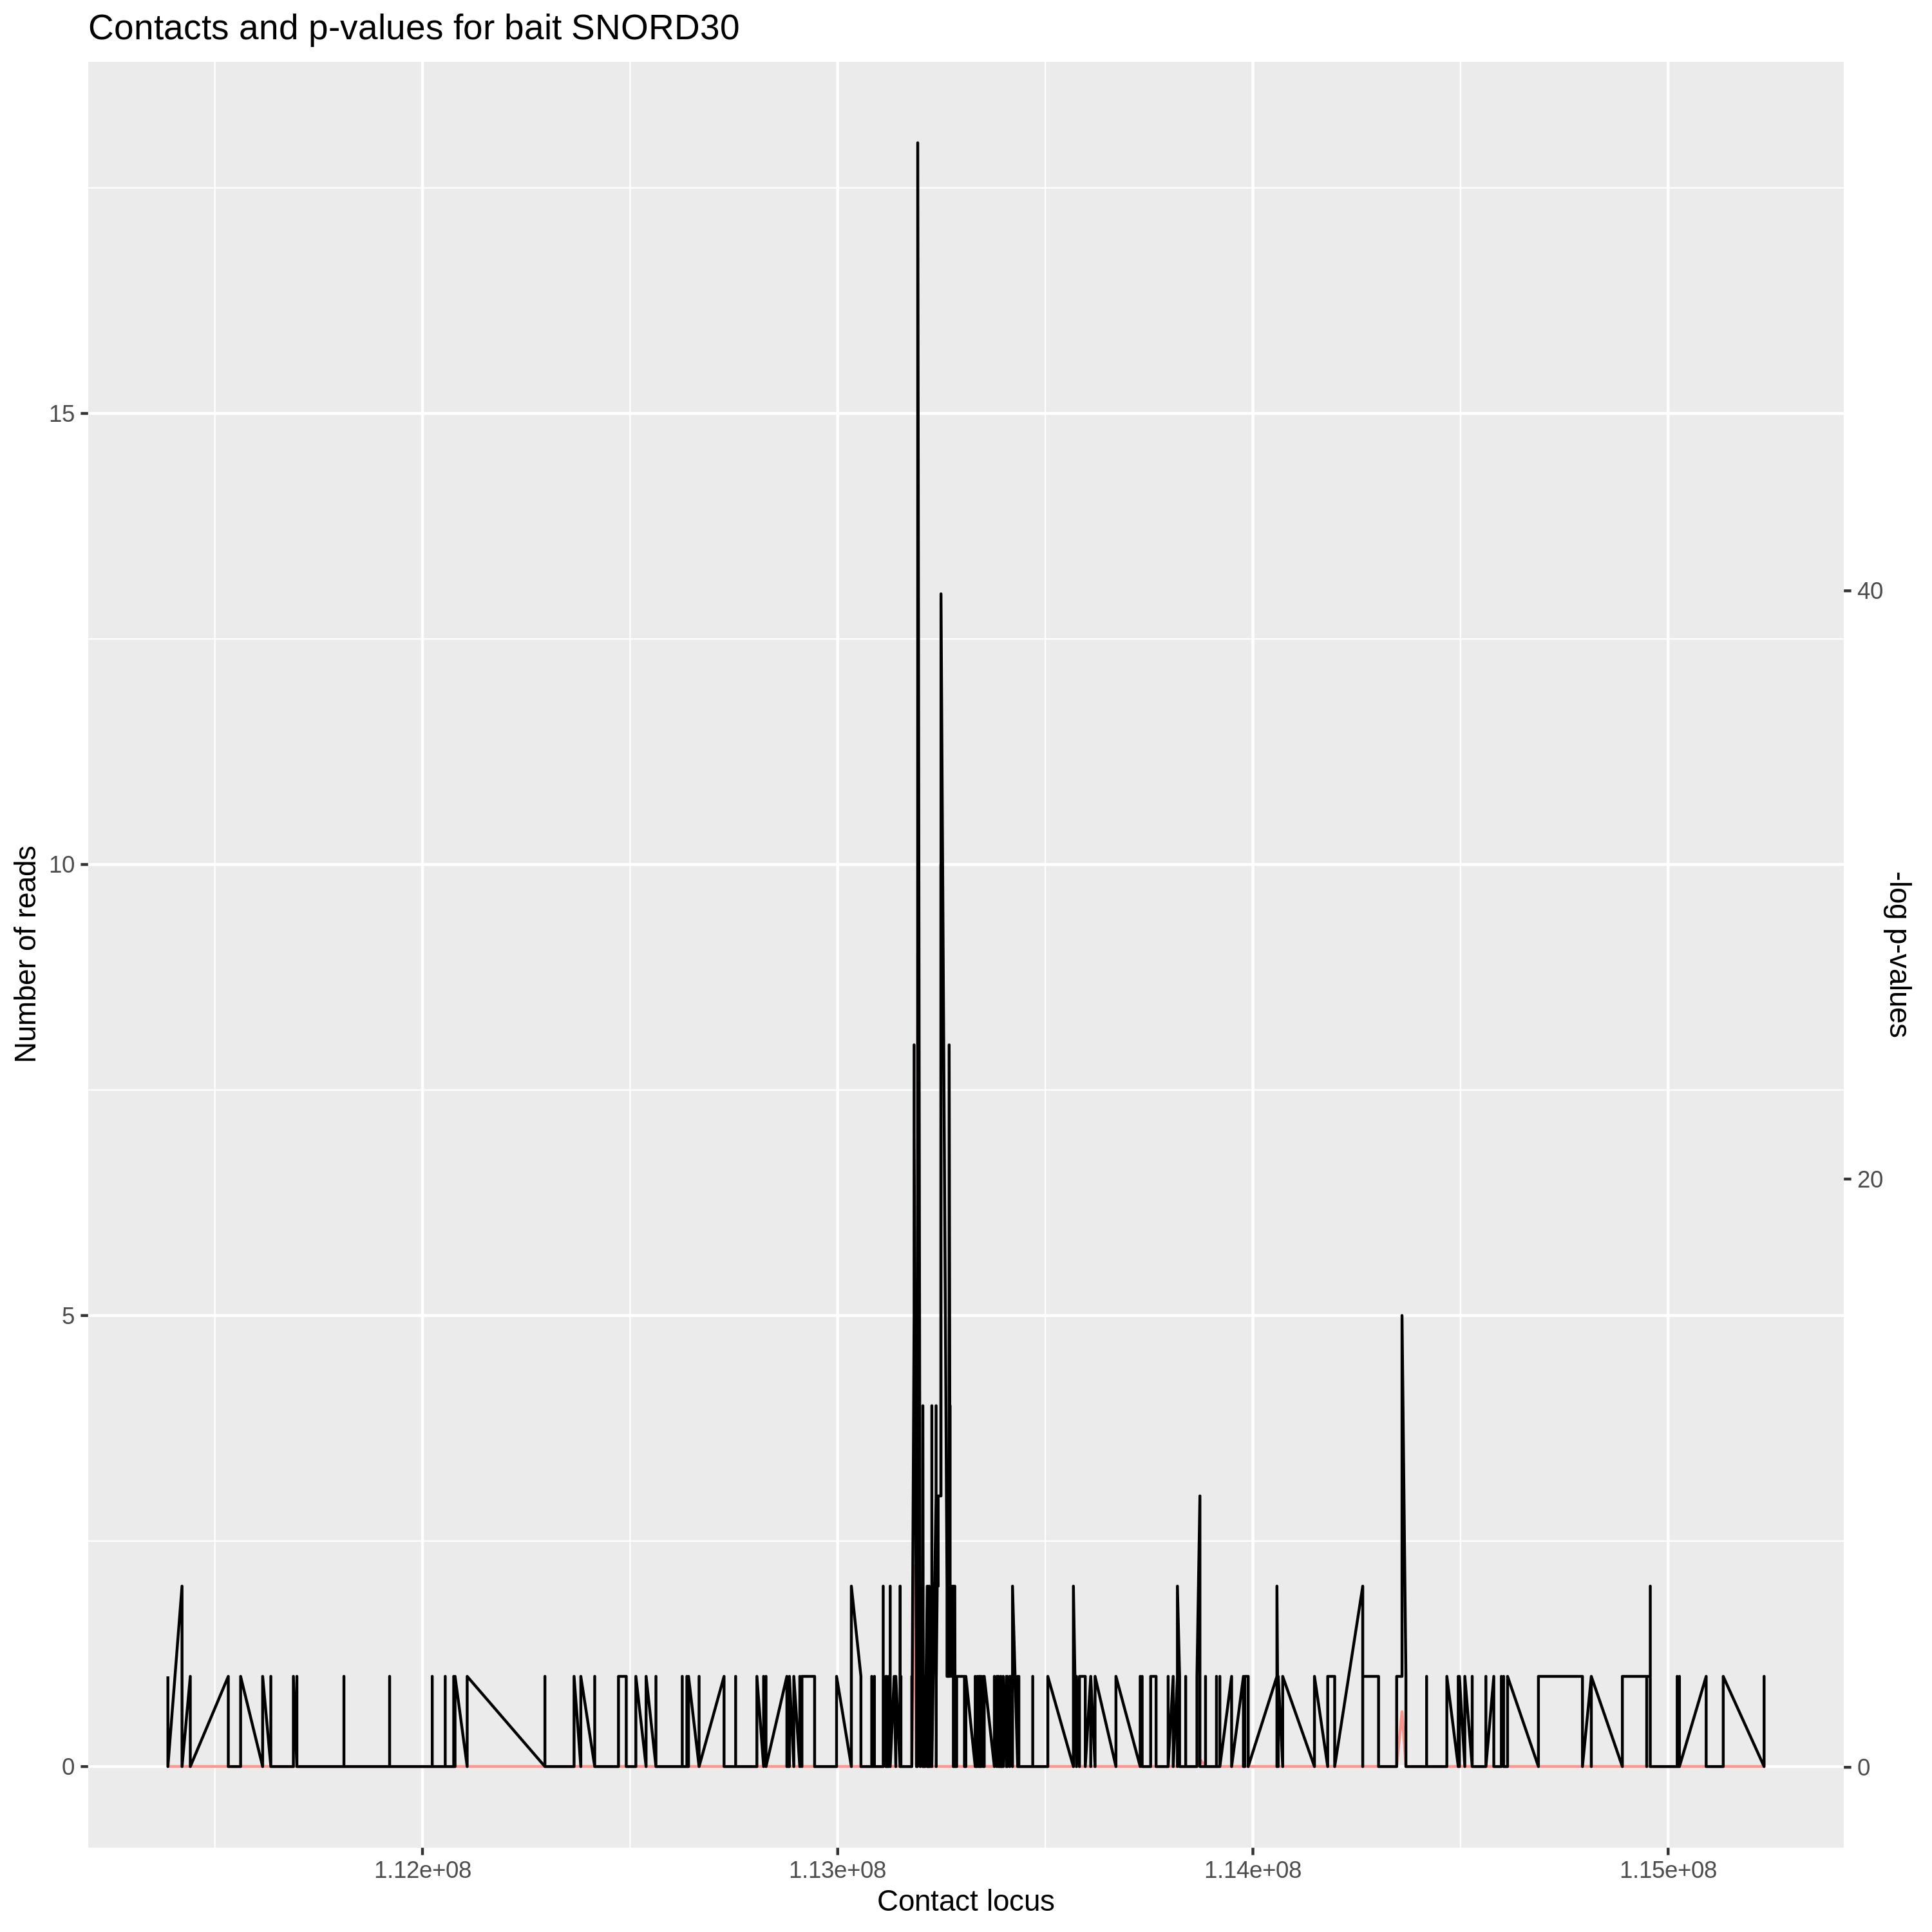 Contacts and p-values for bait SNORD30
Number of reads
15
10
5
0
40
20
0
-log p-values
1.12e+08
1.13e+08
1.14e+08
1.15e+08
Contact locus